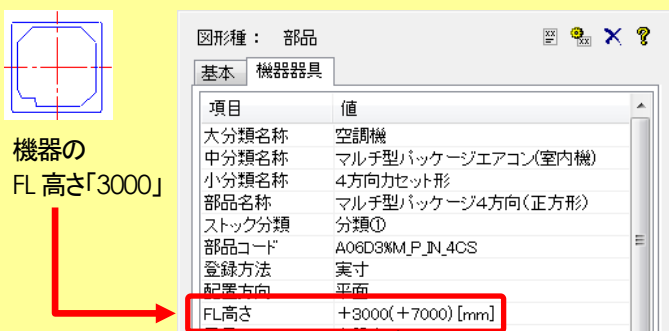 図形種： 部品
基本 機器器具
項目 値
大分類名称 空調機
中分類名称 マルチ型パッケージエアコン(室内機)
小分類名称 4方向カセット形
部品名称 マルチ型パッケージ4方向(正方形)
ストック分類 分類①
部品コード A06D3%M_P_IN_4CS
登録方法 実寸
配置方向 平面
FL高さ +3000(+7000) [mm]
機器の
FL 高さ「3000」